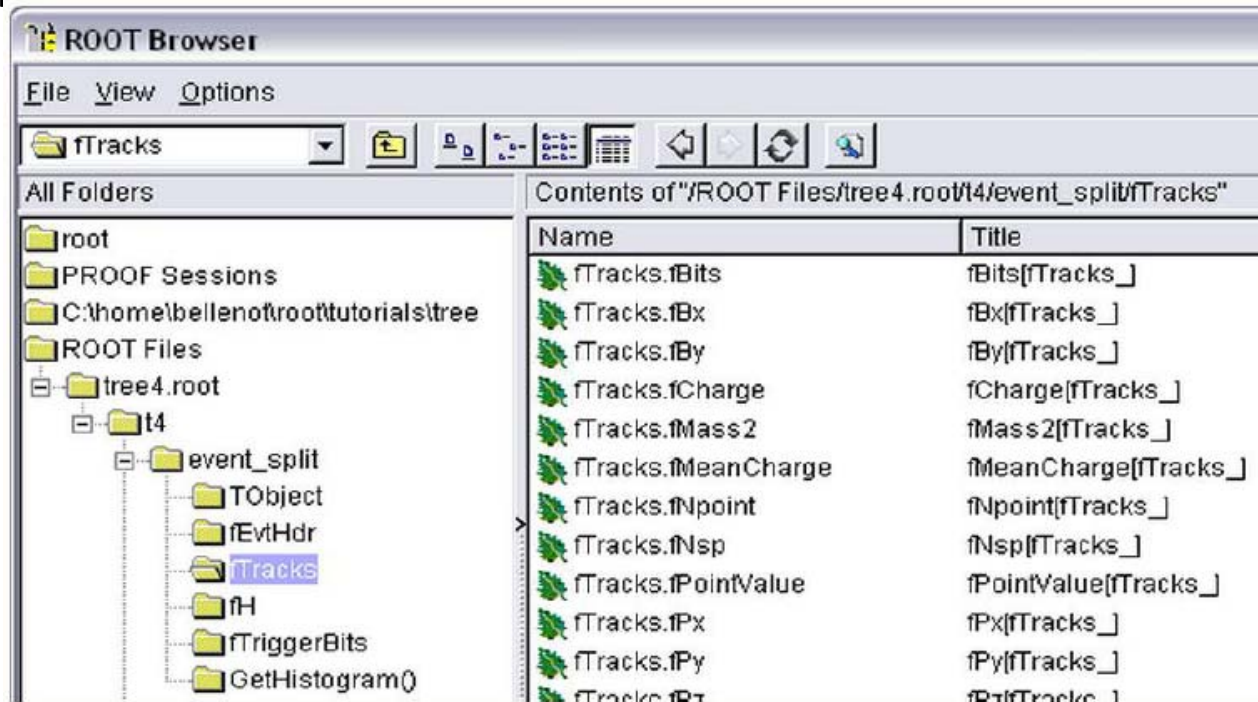 ROOT Browser
File View Options
fTracks
All Folders
Contents of "/ROOT Files/tree4.root/t4/event_split/fTracks"
root
PROOF Sessions
C:\home\bellenot\root\tutorials\tree
ROOT Files
tree4.root
t4
event_split
TObject
fEvtHdr
fTracks
fH
fTriggerBits
GetHistogram()
Name Title
fTracks.fBits fBits[fTracks_]
fTracks.fBx fBx[fTracks_]
fTracks.fBy fBy[fTracks_]
fTracks.fCharge fCharge[fTracks_]
fTracks.fMass2 fMass2[fTracks_]
fTracks.fMeanCharge fMeanCharge[fTracks_]
fTracks.fNpoint fNpoint[fTracks_]
fTracks.fNsp fNsp[fTracks_]
fTracks.fPointValue fPointValue[fTracks_]
fTracks.fPx fPx[fTracks_]
fTracks.fPy fPy[fTracks_]